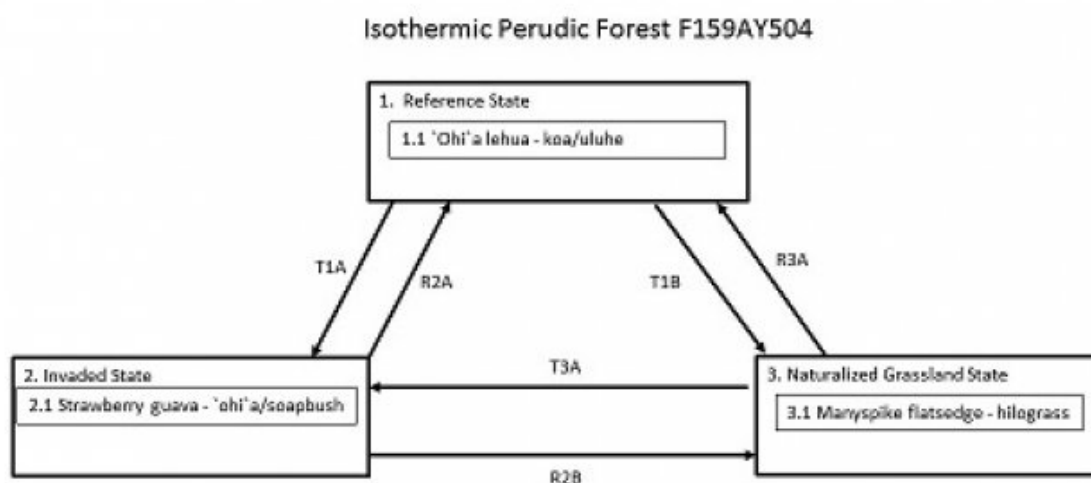 Isothermic Perudic Forest F159AY504
1. Reference State
1.1 `Ohi`a lehua - koa/uluhe
T1A
R2A
T1B
R3A
T3A
2. Invaded State
2.1 Strawberry guava - `ohi`a/soapbush
3. Naturalized Grassland State
3.1 Manyspike flatsedge - hilograss
R2B